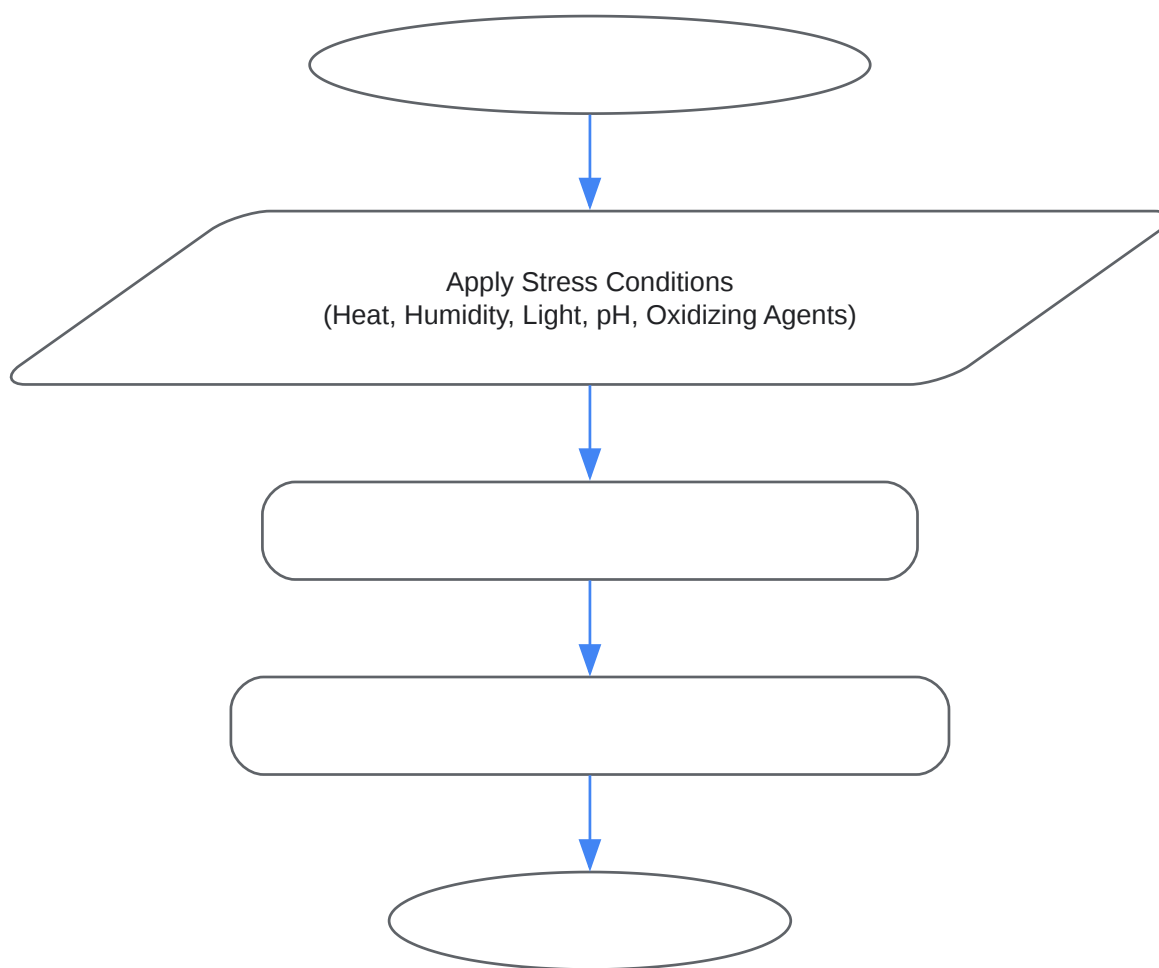 Apply Stress Conditions
(Heat, Humidity, Light, pH, Oxidizing Agents)